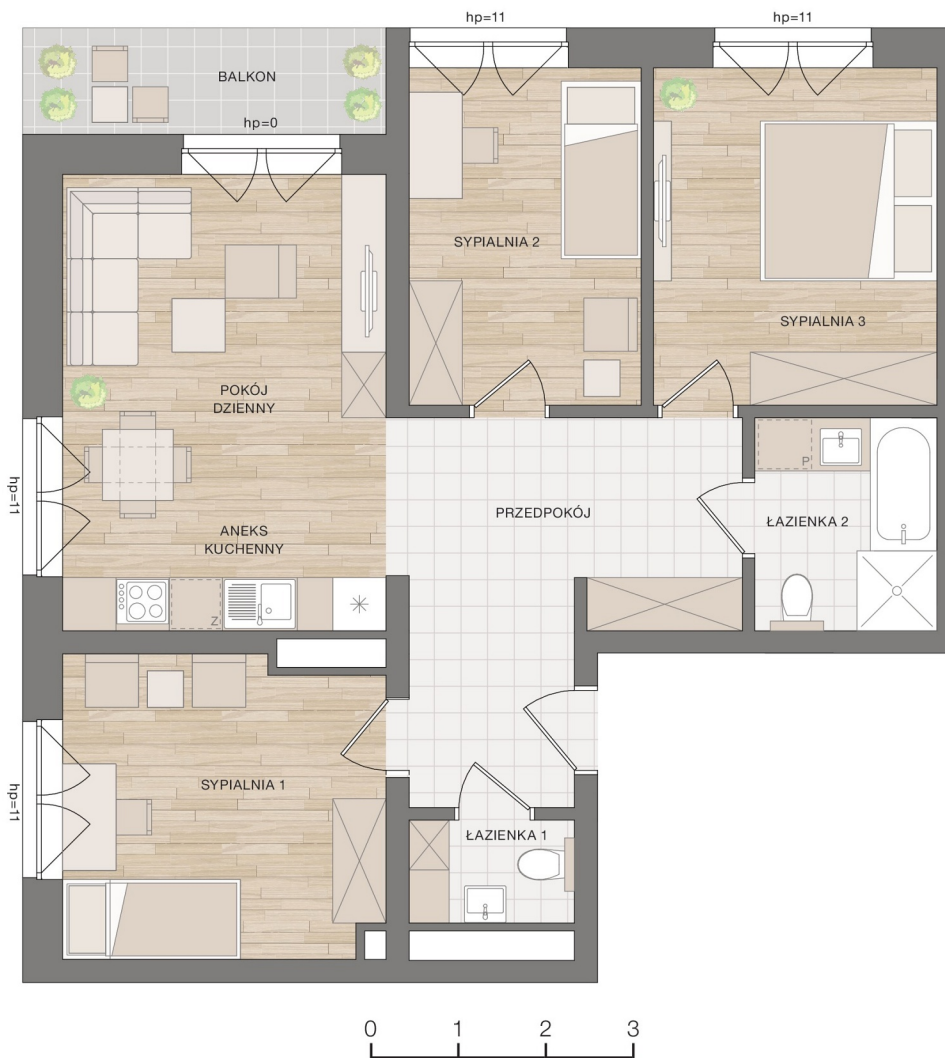 hp=11
hp=11
BALKON
hp=0
SYPIALNIA 2
SYPIALNIA 3
POKÓJ
DZIENNY
P
hp=11
PRZEDPOKÓJ
ŁAZIENKA 2
ANEKS
KUCHENNY
Z
SYPIALNIA 1
hp=11
ŁAZIENKA 1
0 1 2 3